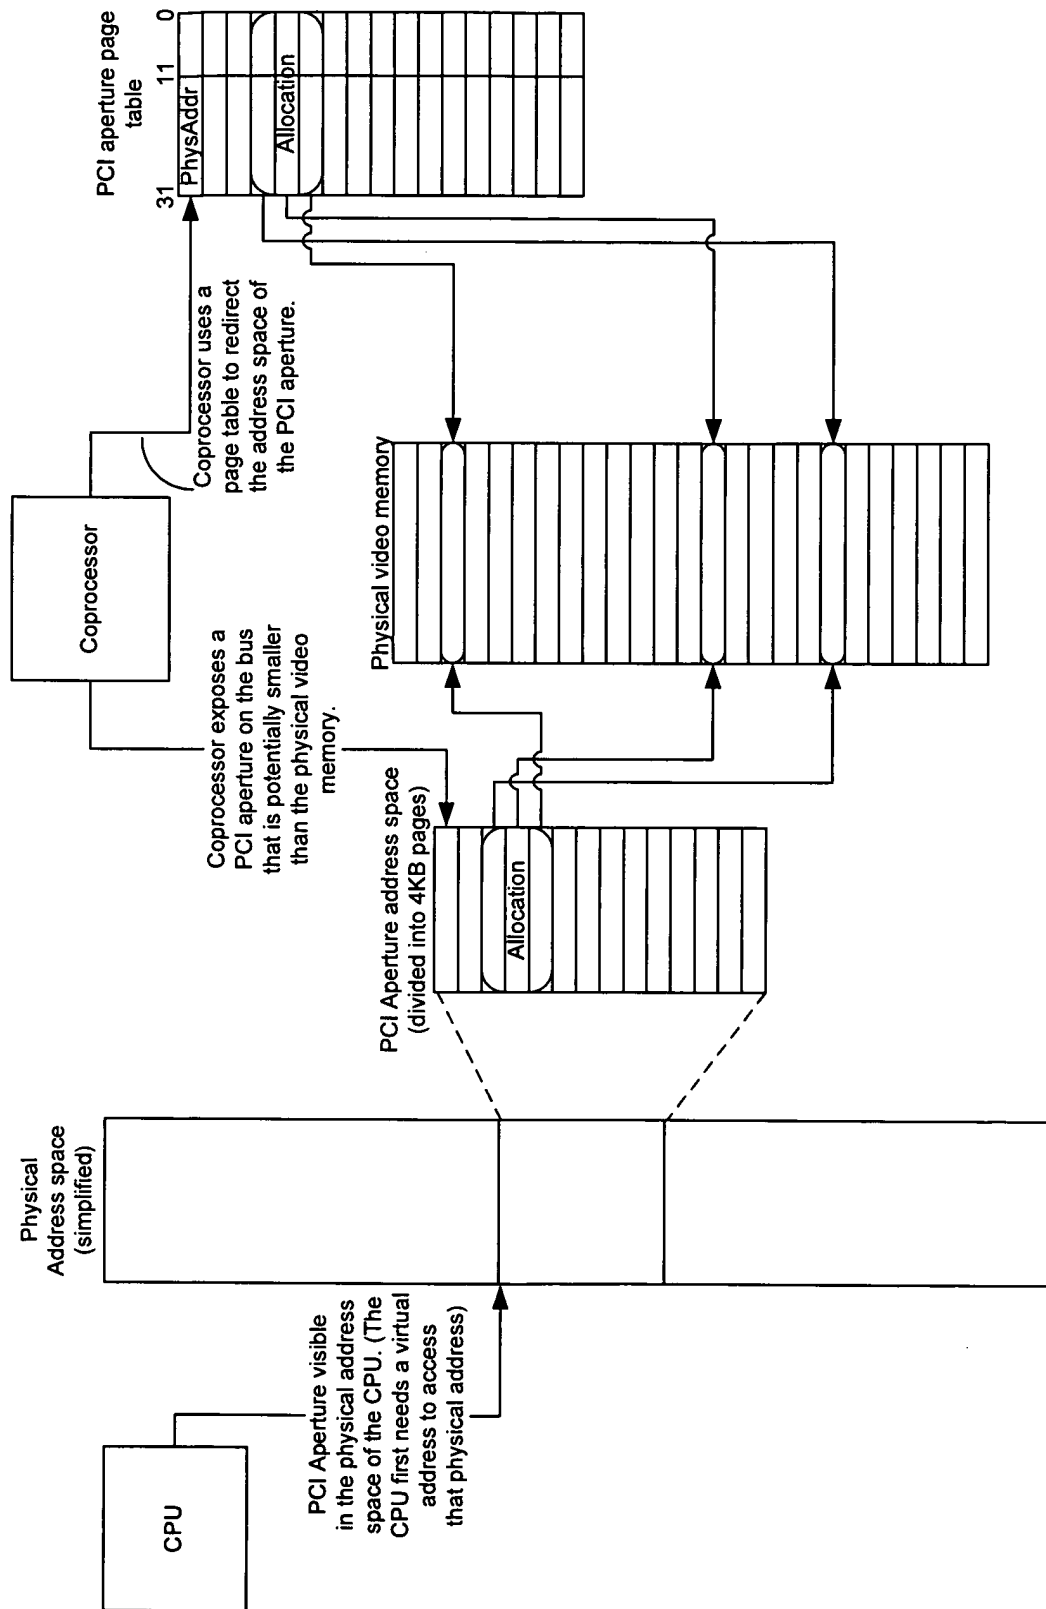 CPU
PCI Aperture visible
in the physical address
space of the CPU. (The
CPU first needs a virtual
address to access
that physical address)
Physical
Address space
(simplified)
Coprocessor
Coprocessor exposes a
PCI aperture on the bus
that is potentially smaller
than the physical video
memory.
PCI Aperture address space
(divided into 4KB pages)
Allocation
Physical video memory
Coprocessor uses a
page table to redirect
the address space of
the PCI aperture.
PCI aperture page
table
31
11
0
PhysAddr
Allocation